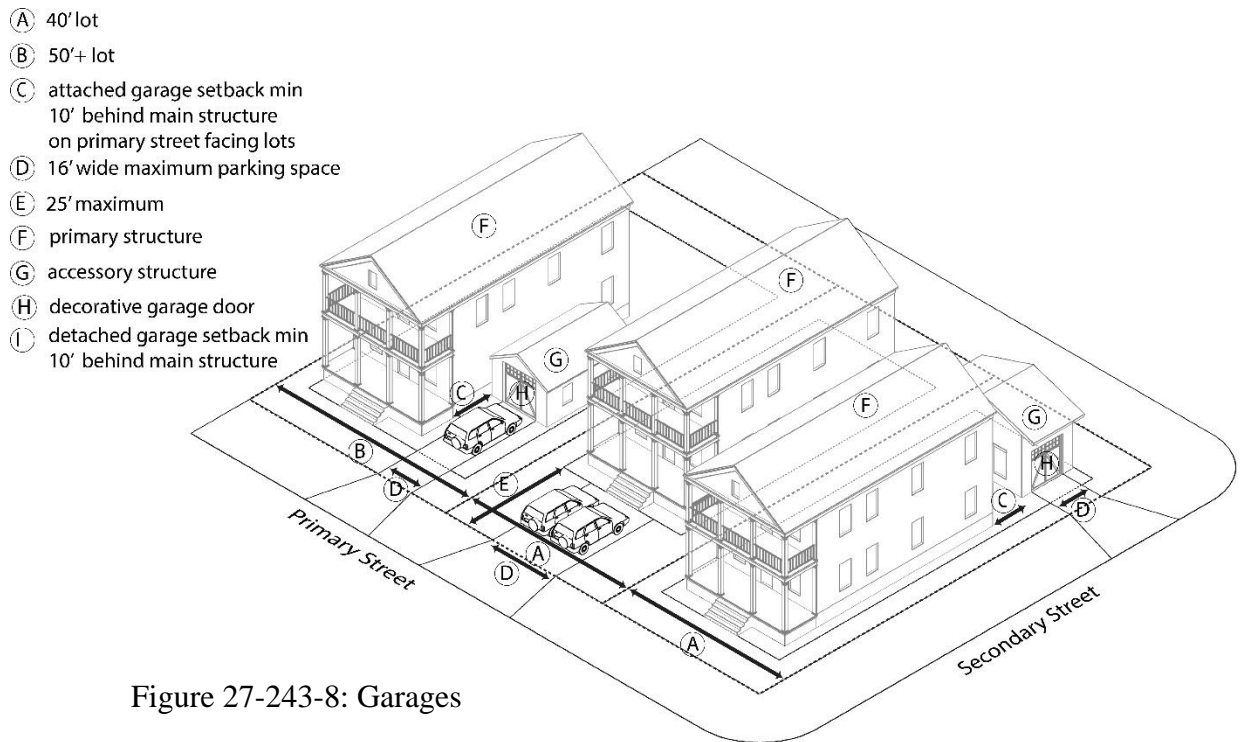 A 40' lot
B 50'+ lot
C attached garage setback min
10' behind main structure
on primary street facing lots
D 16' wide maximum parking space
E 25' maximum
F primary structure
G accessory structure
H decorative garage door
I detached garage setback min
10' behind main structure
F
F
G
C
H
F
G
B
H
E
D
C
D
A
D
A
Primary Street
Secondary Street
Figure 27-243-8: Garages